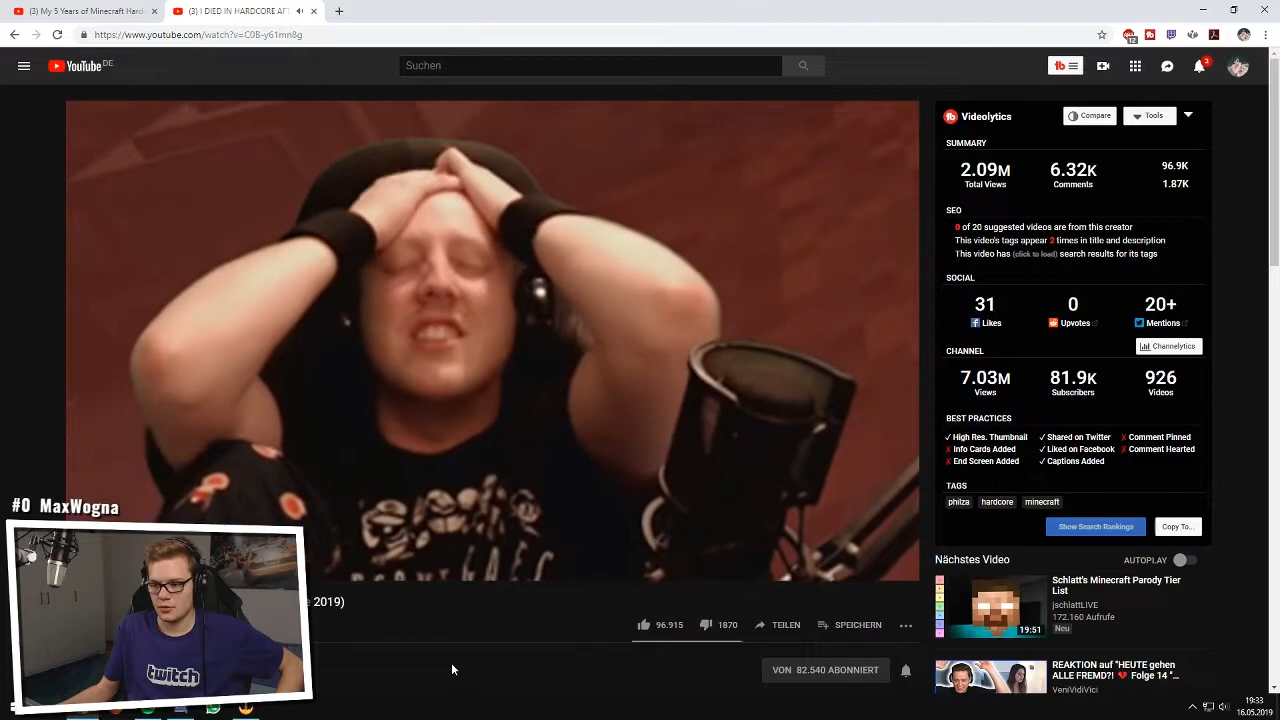 (3) My 5 Years of Minecraft Hard
(3) I DIED IN HARDCORE AFT
https://www.youtube.com/watch?v=C0B-y61mn8g
12
YouTube DE
Suchen
3
Videolytics
Compare
Tools
SUMMARY
2.09M 6.32K 96.9K
Total Views Comments 1.87K
SEO
0 of 20 suggested videos are from this creator
This video's tags appear 2 times in title and description
This video has (click to load) search results for its tags
SOCIAL
31 0 20+
Likes Upvotes Mentions
CHANNEL
Channelytics
7.03M 81.9K 926
Views Subscribers Videos
BEST PRACTICES
✓ High Res. Thumbnail ✓ Shared on Twitter ✗ Comment Pinned
✗ Info Cards Added ✓ Liked on Facebook ✗ Comment Hearted
✗ End Screen Added ✓ Captions Added
TAGS
philza hardcore minecraft
Show Search Rankings Copy To...
Nächstes Video AUTOPLAY
Schlatt's Minecraft Parody Tier
List
jschlattLIVE
172.160 Aufrufe
Neu
19:51
REAKTION auf "HEUTE gehen
ALLE FREMD?! 💔 Folge 14 "...
VeniVidiVici
#0 MaxWogna
twitch
2019)
96.915 1870 TEILEN SPEICHERN
VON 82.540 ABONNIERT
19:33
16.05.2019